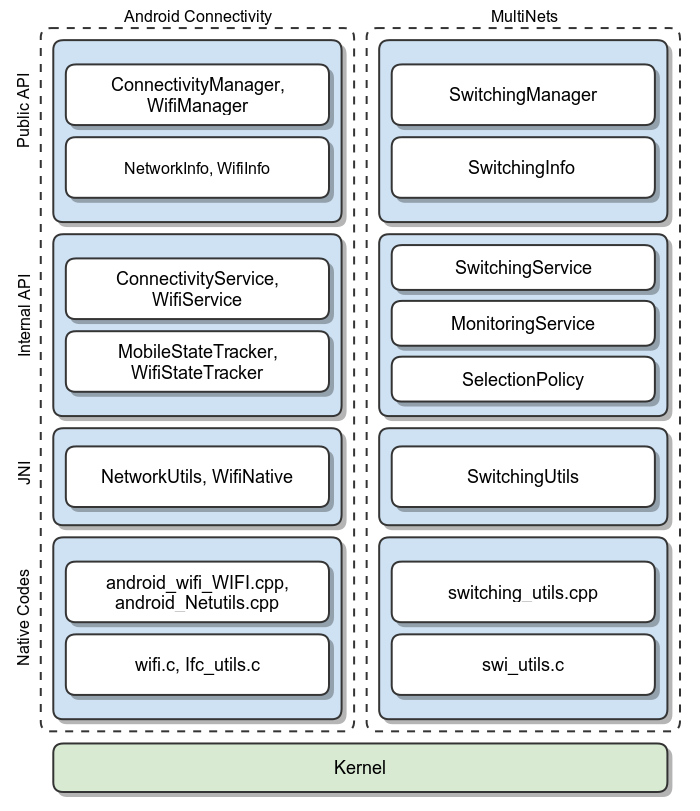 Android Connectivity
MultiNets
Public API
ConnectivityManager,
WifiManager
NetworkInfo, WifiInfo
SwitchingManager
SwitchingInfo
Internal API
ConnectivityService,
WifiService
MobileStateTracker,
WifiStateTracker
SwitchingService
MonitoringService
SelectionPolicy
JNI
NetworkUtils, WifiNative
SwitchingUtils
Native Codes
android_wifi_WIFI.cpp,
android_Netutils.cpp
wifi.c, Ifc_utils.c
switching_utils.cpp
swi_utils.c
Kernel